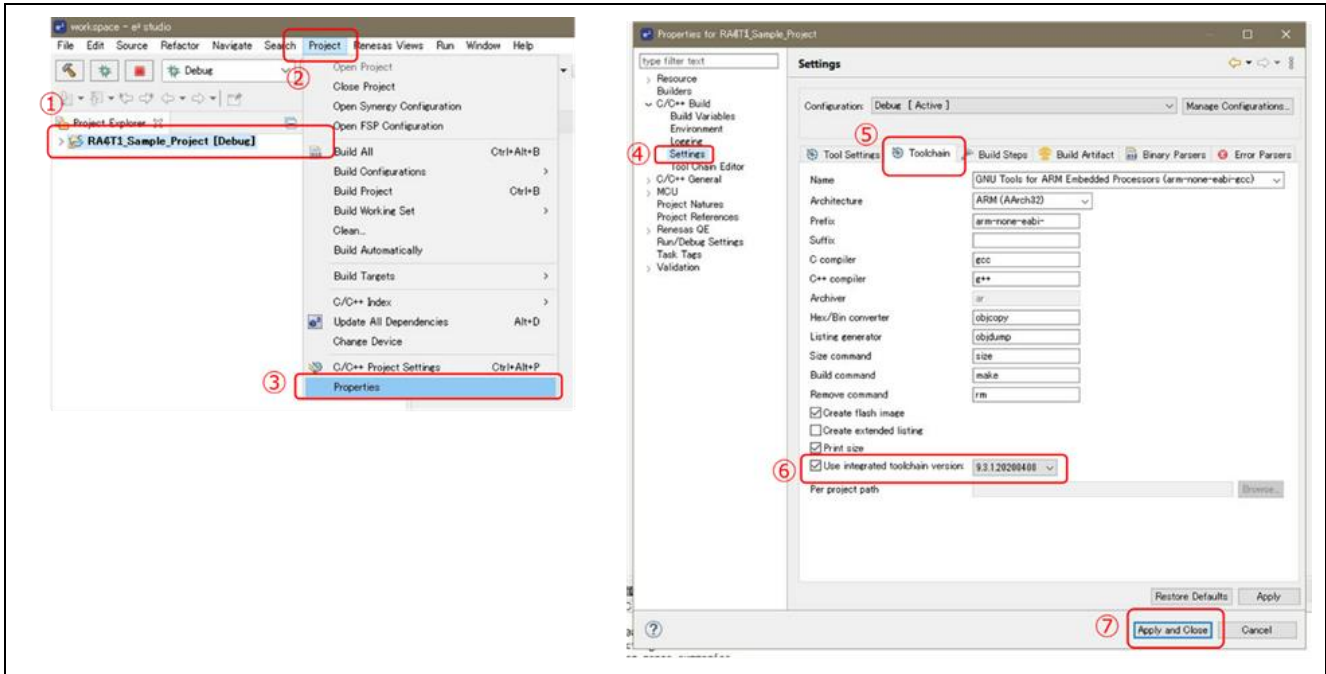 workspace - e² studio
File Edit Source Refactor Navigate Search Project Renesas Views Run Window Help
②
Debug
Open Project
Close Project
①
Open Synergy Configuration
Project Explorer
Open FSP Configuration
RA4T1_Sample_Project [Debug]
Build All Ctrl+Alt+B
Build Configurations
Build Project Ctrl+B
Build Working Set
Clean...
Build Automatically
Build Targets
C/C++ Index
Update All Dependencies Alt+D
Change Device
C/C++ Project Settings Ctrl+Alt+P
③ Properties
Properties for RA4T1_Sample_Project
type filter text
Resource
Builders
C/C++ Build
Build Variables
Environment
Logging
④ Settings
Tool Chain Editor
C/C++ General
MCU
Project Natures
Project References
Renesas QE
Run/Debug Settings
Task Tags
Validation
Settings
Configuration: Debug [ Active ] Manage Configurations...
⑤
Tool Settings Toolchain Build Steps Build Artifact Binary Parsers Error Parsers
Name GNU Tools for ARM Embedded Processors (arm-none-eabi-gcc)
Architecture ARM (AArch32)
Prefix arm-none-eabi-
Suffix
C compiler gcc
C++ compiler g++
Archiver ar
Hex/Bin converter objcopy
Listing generator objdump
Size command size
Build command make
Remove command rm
Create flash image
Create extended listing
Print size
⑥ Use integrated toolchain version: 9.3.1.20200408
Per project path Browse...
Restore Defaults Apply
? ⑦ Apply and Close Cancel